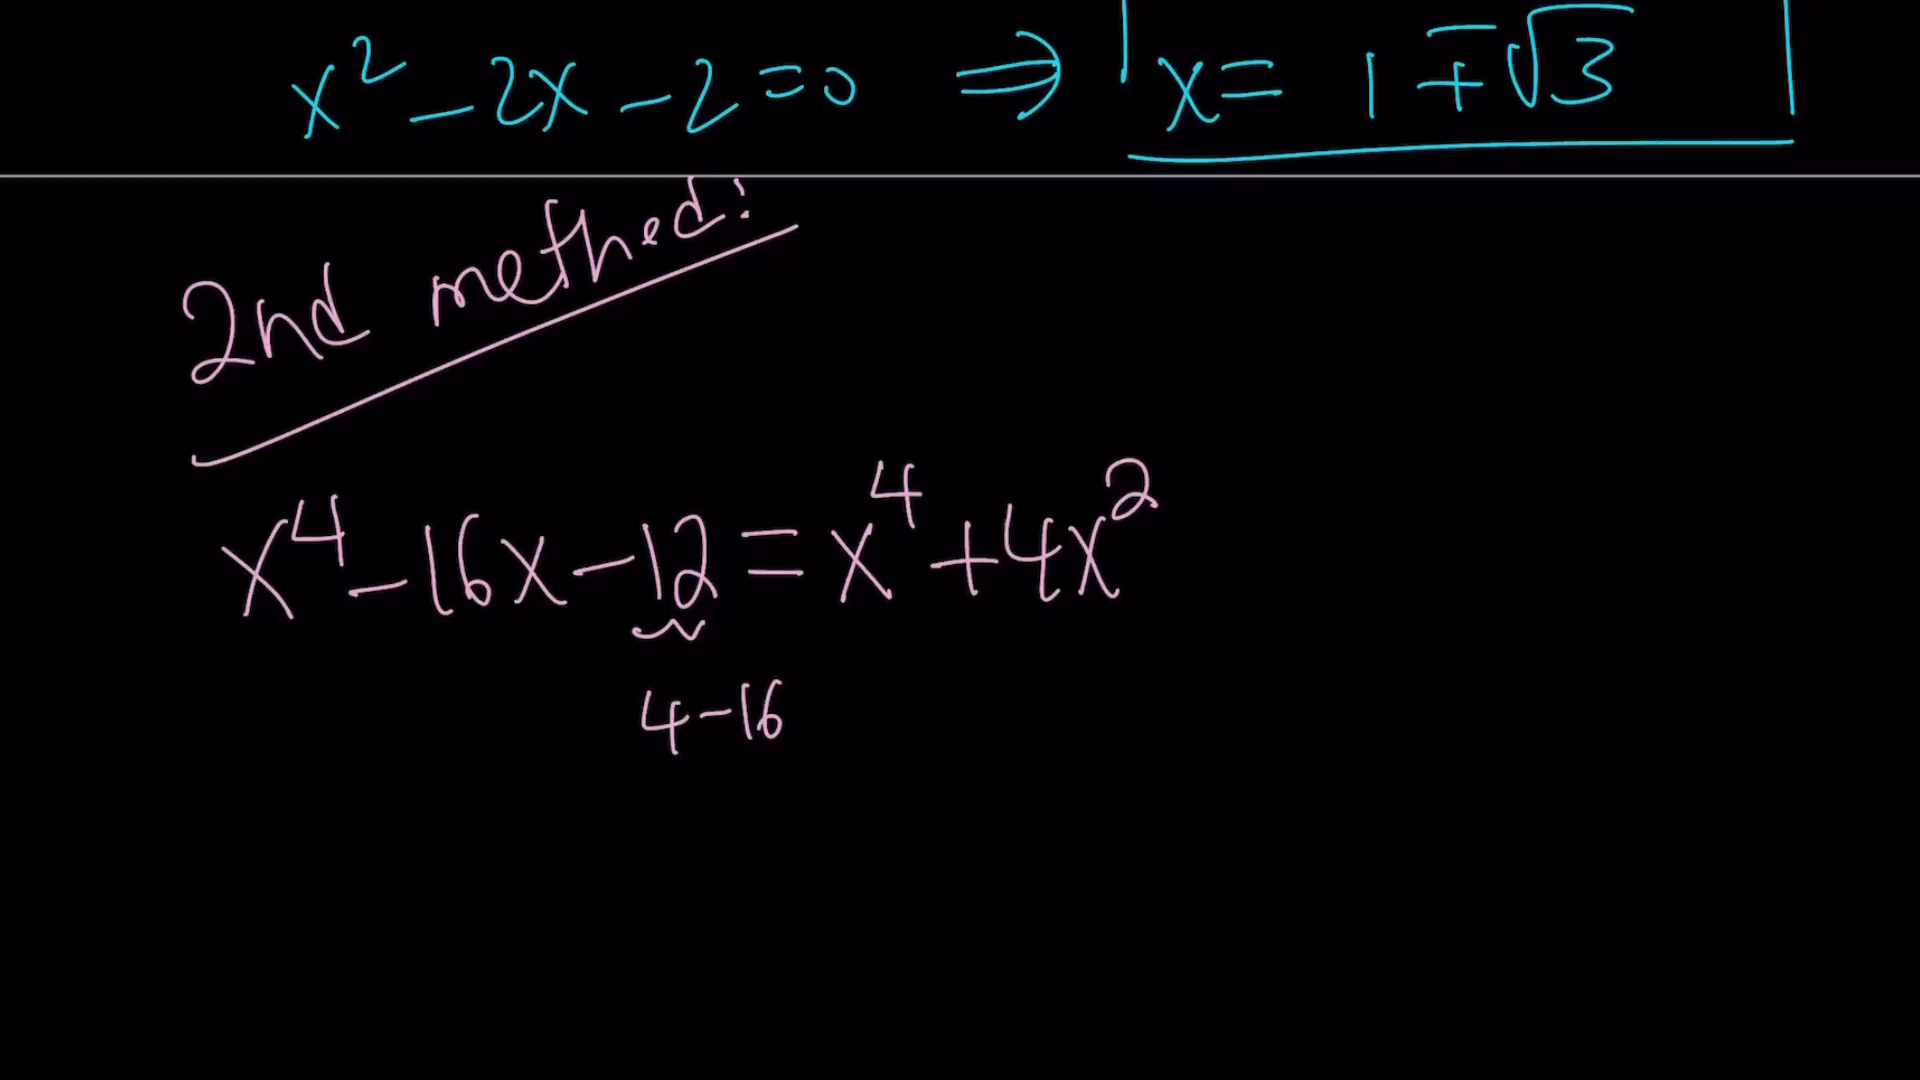 x² - 2x - 2 = 0 ⇒ x = 1 ∓ √3
2nd method:
x⁴ - 16x - 12 = x⁴ + 4x²
4 - 16